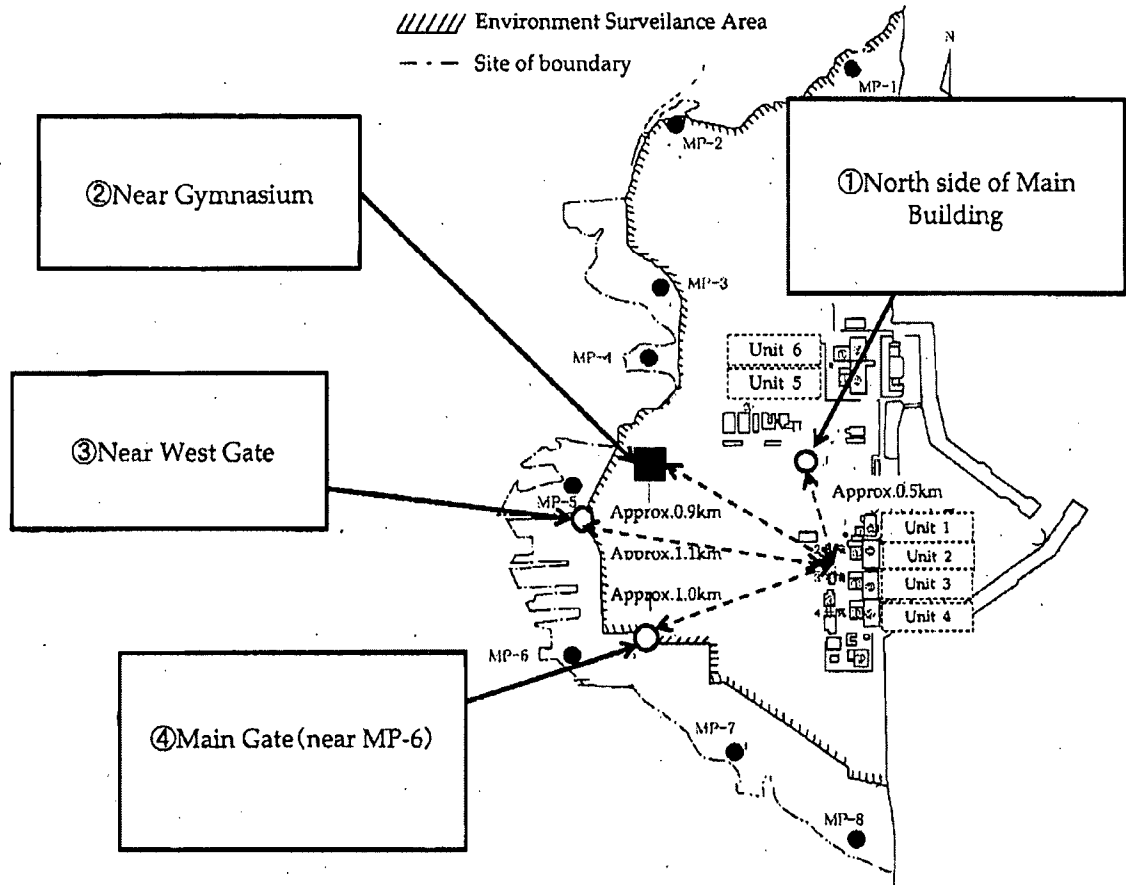 Environment Surveilance Area
Site of boundary
N
MP-1
MP-2
①North side of Main
Building
②Near Gymnasium
MP-3
MP-4
Unit 6
Unit 5
③Near West Gate
MP-5
Approx.0.9km
Approx.0.5km
Approx.1.1km
Approx.1.0km
Unit 1
Unit 2
Unit 3
Unit 4
MP-6
④Main Gate(near MP-6)
MP-7
MP-8